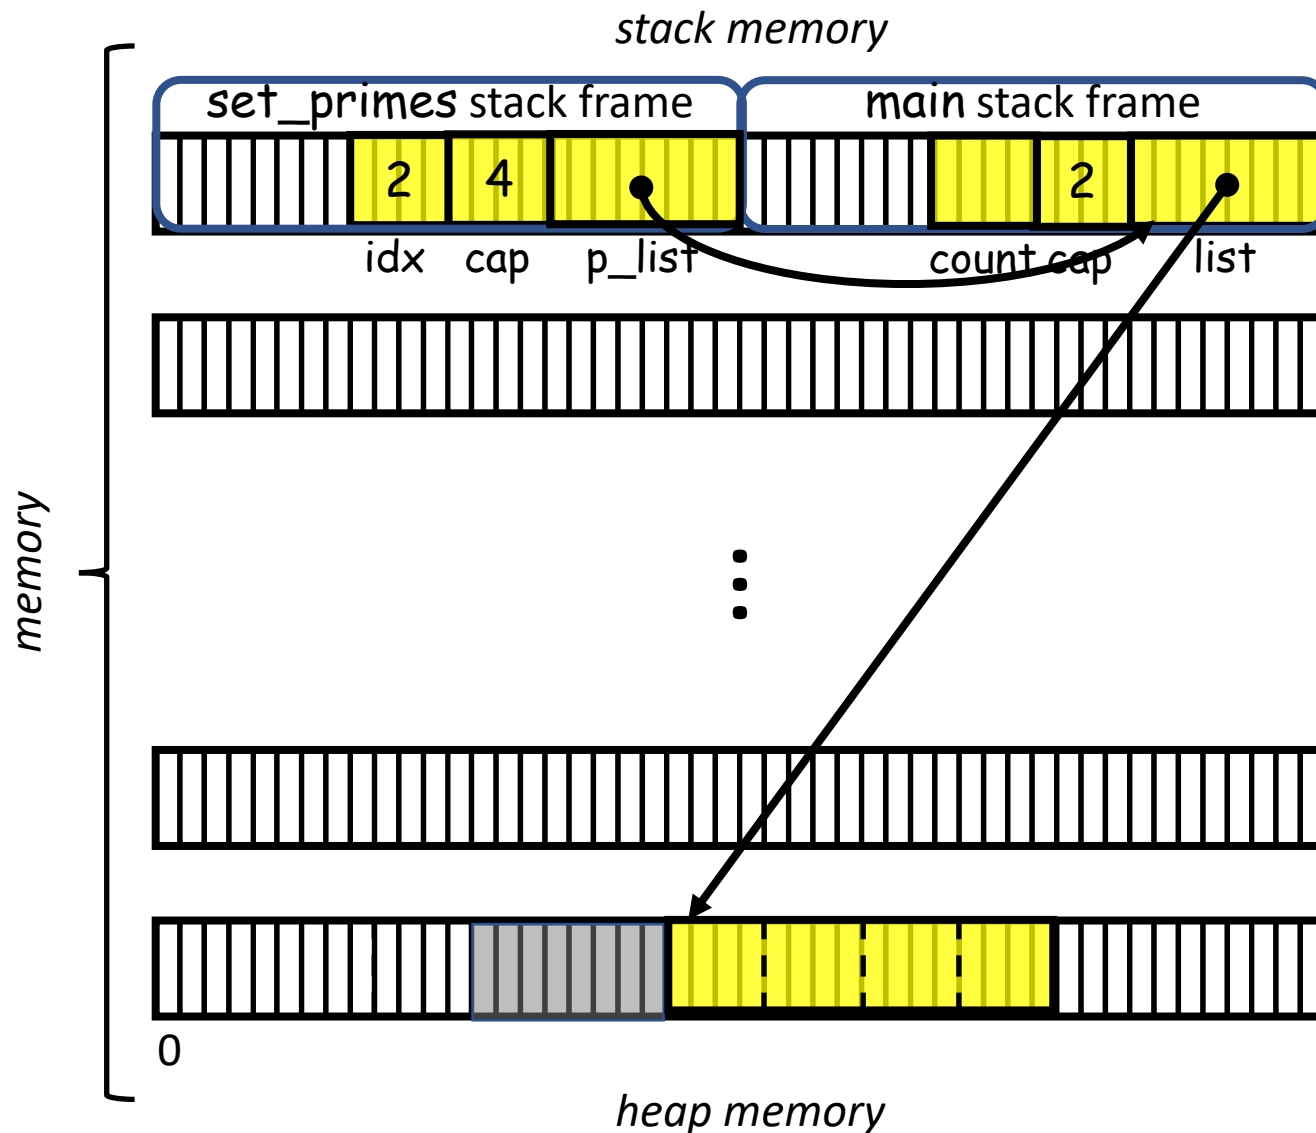 stack memory
set_primes stack frame
main stack frame
2 4 2
idx cap p_list count cap list
memory
0
heap memory